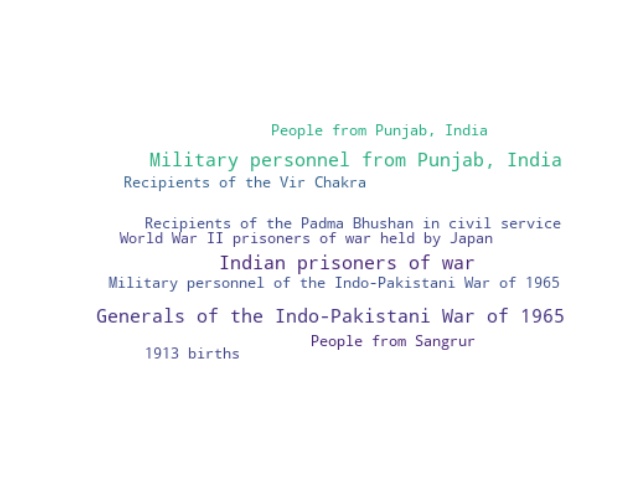 People from Punjab, India
Military personnel from Punjab, India
Recipients of the Vir Chakra
Recipients of the Padma Bhushan in civil service
World War II prisoners of war held by Japan
Indian prisoners of war
Military personnel of the Indo-Pakistani War of 1965
Generals of the Indo-Pakistani War of 1965
People from Sangrur
1913 births